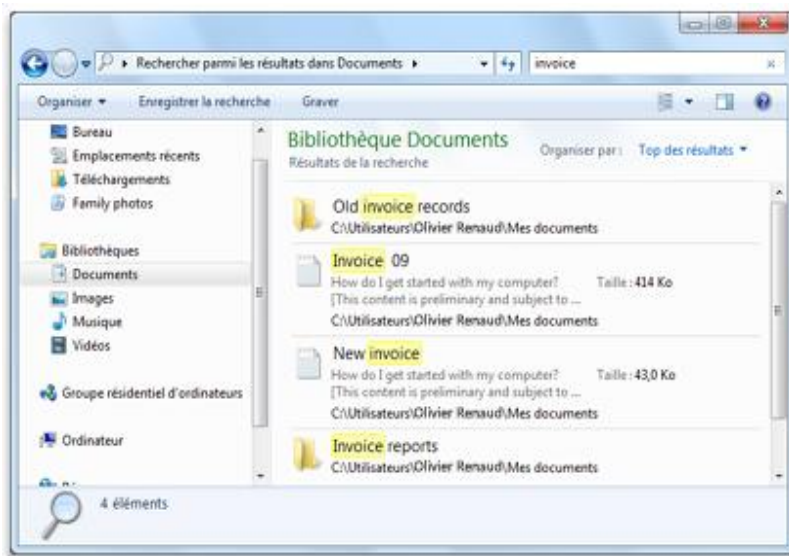 Rechercher parmi les résultats dans Documents
invoice
Organiser
Enregistrer la recherche
Graver
Bureau
Emplacements récents
Téléchargements
Family photos
Bibliothèques
Documents
Images
Musique
Vidéos
Groupe résidentiel d'ordinateurs
Ordinateur
Bibliothèque Documents
Résultats de la recherche
Organiser par : Top des résultats
Old invoice records
C:\Utilisateurs\Olivier Renaud\Mes documents
Invoice 09
How do I get started with my computer? Taille : 414 Ko
[This content is preliminary and subject to ...
C:\Utilisateurs\Olivier Renaud\Mes documents
New invoice
How do I get started with my computer? Taille : 43,0 Ko
[This content is preliminary and subject to ...
C:\Utilisateurs\Olivier Renaud\Mes documents
Invoice reports
C:\Utilisateurs\Olivier Renaud\Mes documents
4 éléments